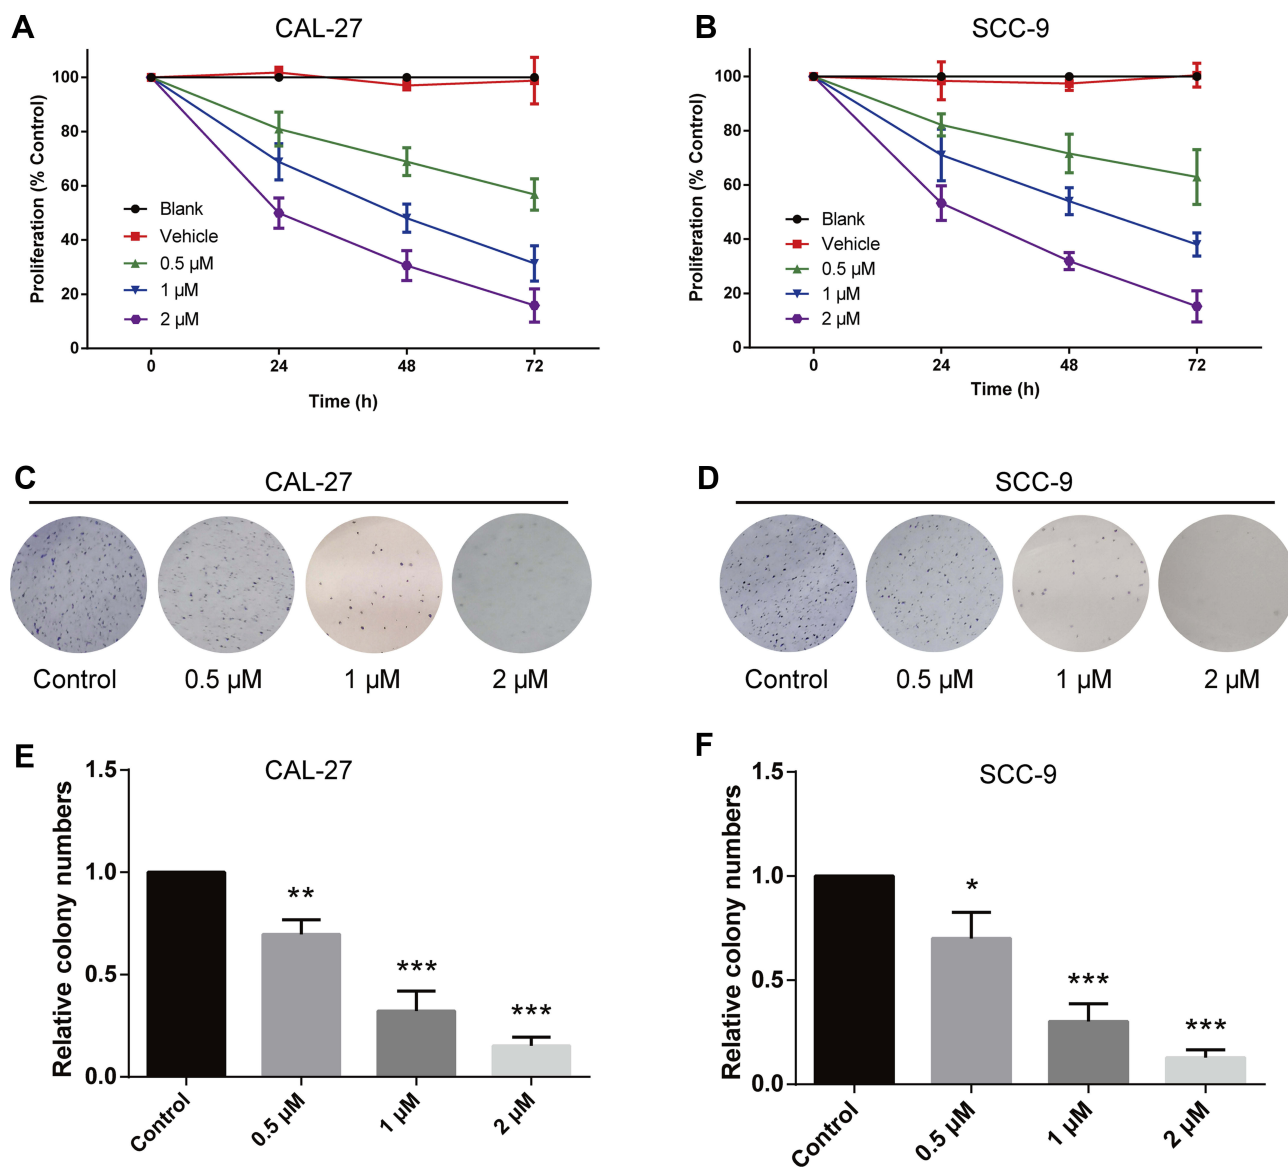 A
CAL-27
Proliferation (% Control)
100
80
60
40
20
0
Blank
Vehicle
0.5 µM
1 µM
2 µM
0 24 48 72
Time (h)
B
SCC-9
Proliferation (% Control)
100
80
60
40
20
0
Blank
Vehicle
0.5 µM
1 µM
2 µM
0 24 48 72
Time (h)
C
CAL-27
Control 0.5 µM 1 µM 2 µM
D
SCC-9
Control 0.5 µM 1 µM 2 µM
E
CAL-27
Relative colony numbers
1.5
1.0
0.5
0.0
**
***
***
Control 0.5 µM 1 µM 2 µM
F
SCC-9
Relative colony numbers
1.5
1.0
0.5
0.0
*
***
***
Control 0.5 µM 1 µM 2 µM